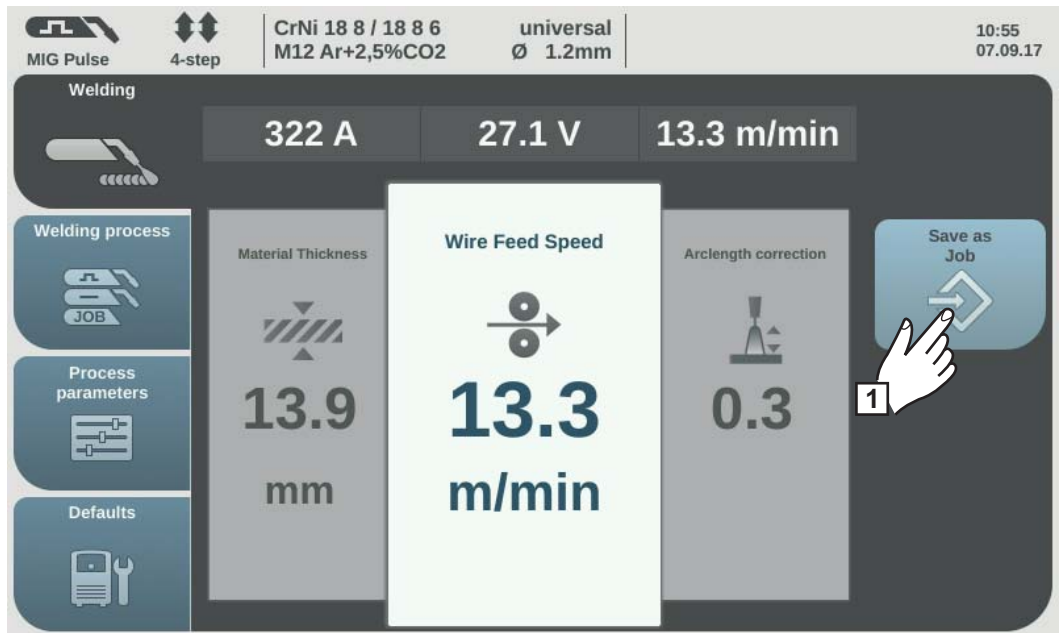 MIG Pulse
4-step
CrNi 18 8 / 18 8 6 universal
M12 Ar+2,5%CO2 Ø 1.2mm
10:55
07.09.17
Welding
322 A
27.1 V
13.3 m/min
Welding process
JOB
Process
parameters
Defaults
Material Thickness
13.9
mm
Wire Feed Speed
13.3
m/min
Arclength correction
0.3
Save as
Job
1